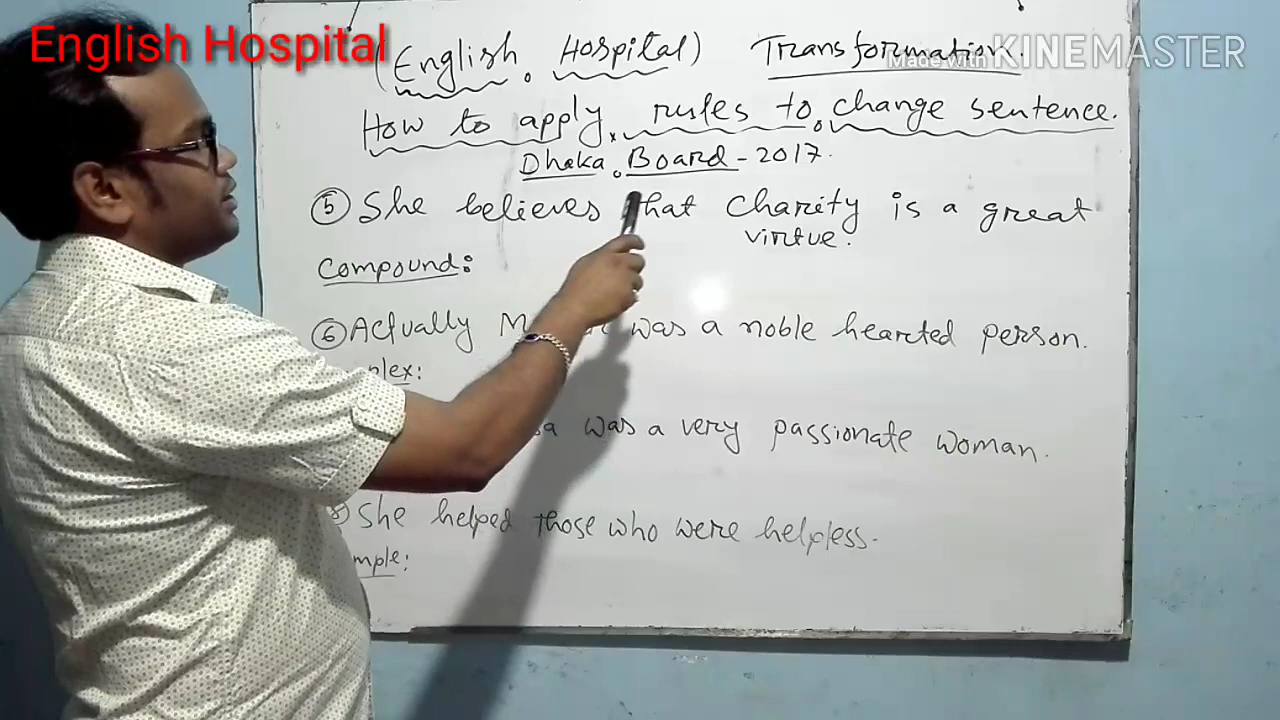 English Hospital
Made with KINEMASTER
(English Hospital) Transformation.
How to apply rules to change sentence.
Dhaka Board - 2017.
⑤ She believes that charity is a great
virtue.
Compound:
⑥ Actually was a noble hearted person.
was a very passionate woman.
She helped those who were helpless.